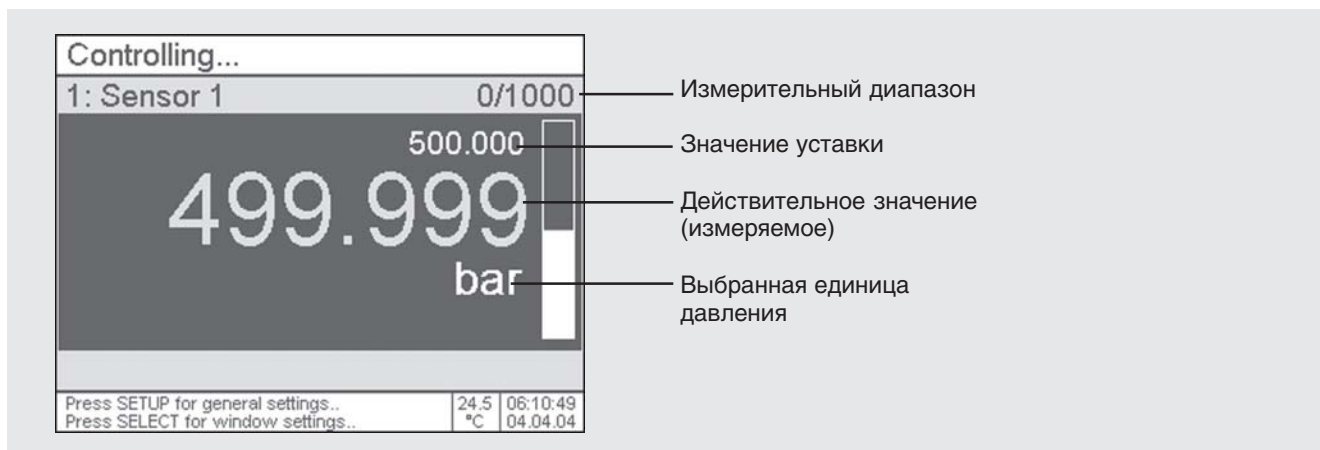 Controlling...
1: Sensor 1 0/1000
Измерительный диапазон
500.000
Значение уставки
499.999
Действительное значение
(измеряемое)
bar
Выбранная единица
давления
Press SETUP for general settings..
Press SELECT for window settings..
24.5
°C
06:10:49
04.04.04